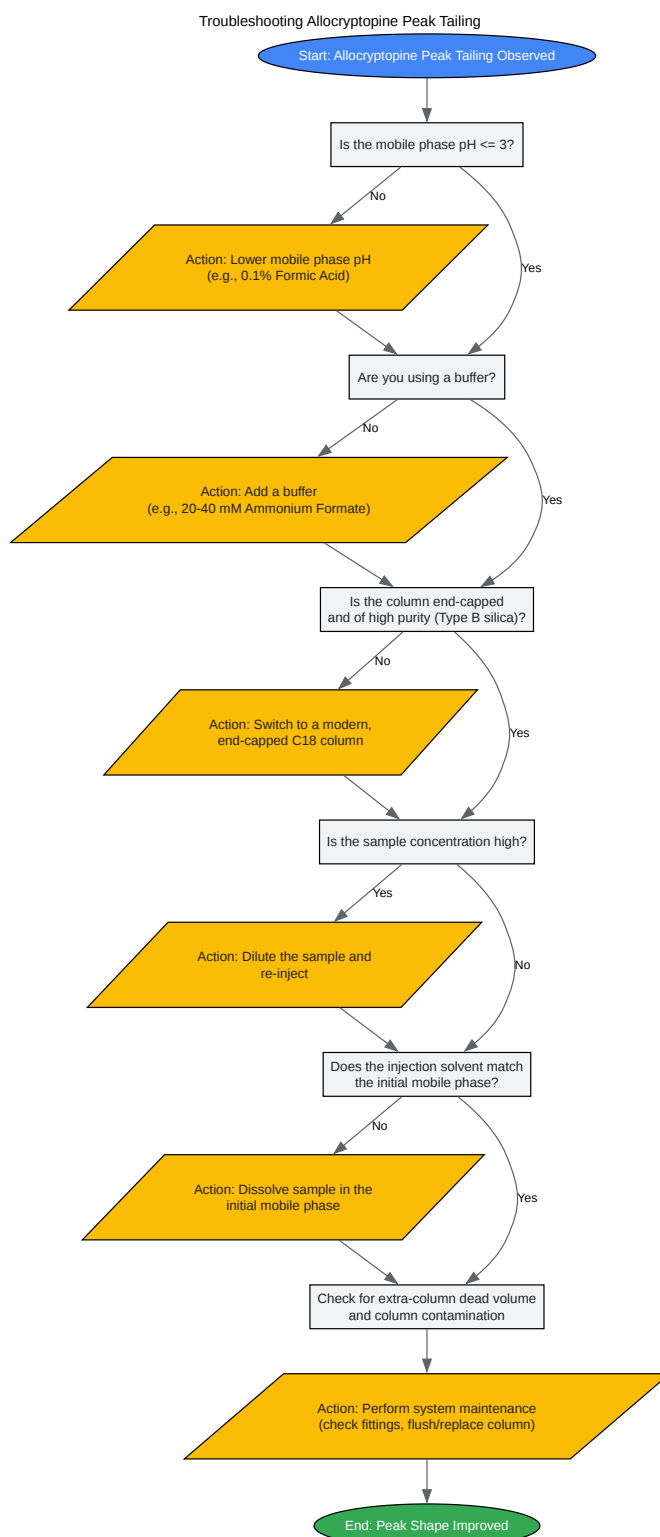 Troubleshooting Allocryptopine Peak Tailing
Start: Allocryptopine Peak Tailing Observed
Is the mobile phase pH <= 3?
No
Yes
Action: Lower mobile phase pH
(e.g., 0.1% Formic Acid)
Are you using a buffer?
No
Yes
Action: Add a buffer
(e.g., 20-40 mM Ammonium Formate)
Is the column end-capped
and of high purity (Type B silica)?
No
Yes
Action: Switch to a modern,
end-capped C18 column
Is the sample concentration high?
Yes
No
Action: Dilute the sample and
re-inject
Does the injection solvent match
the initial mobile phase?
No
Yes
Action: Dissolve sample in the
initial mobile phase
Check for extra-column dead volume
and column contamination
Action: Perform system maintenance
(check fittings, flush/replace column)
End: Peak Shape Improved